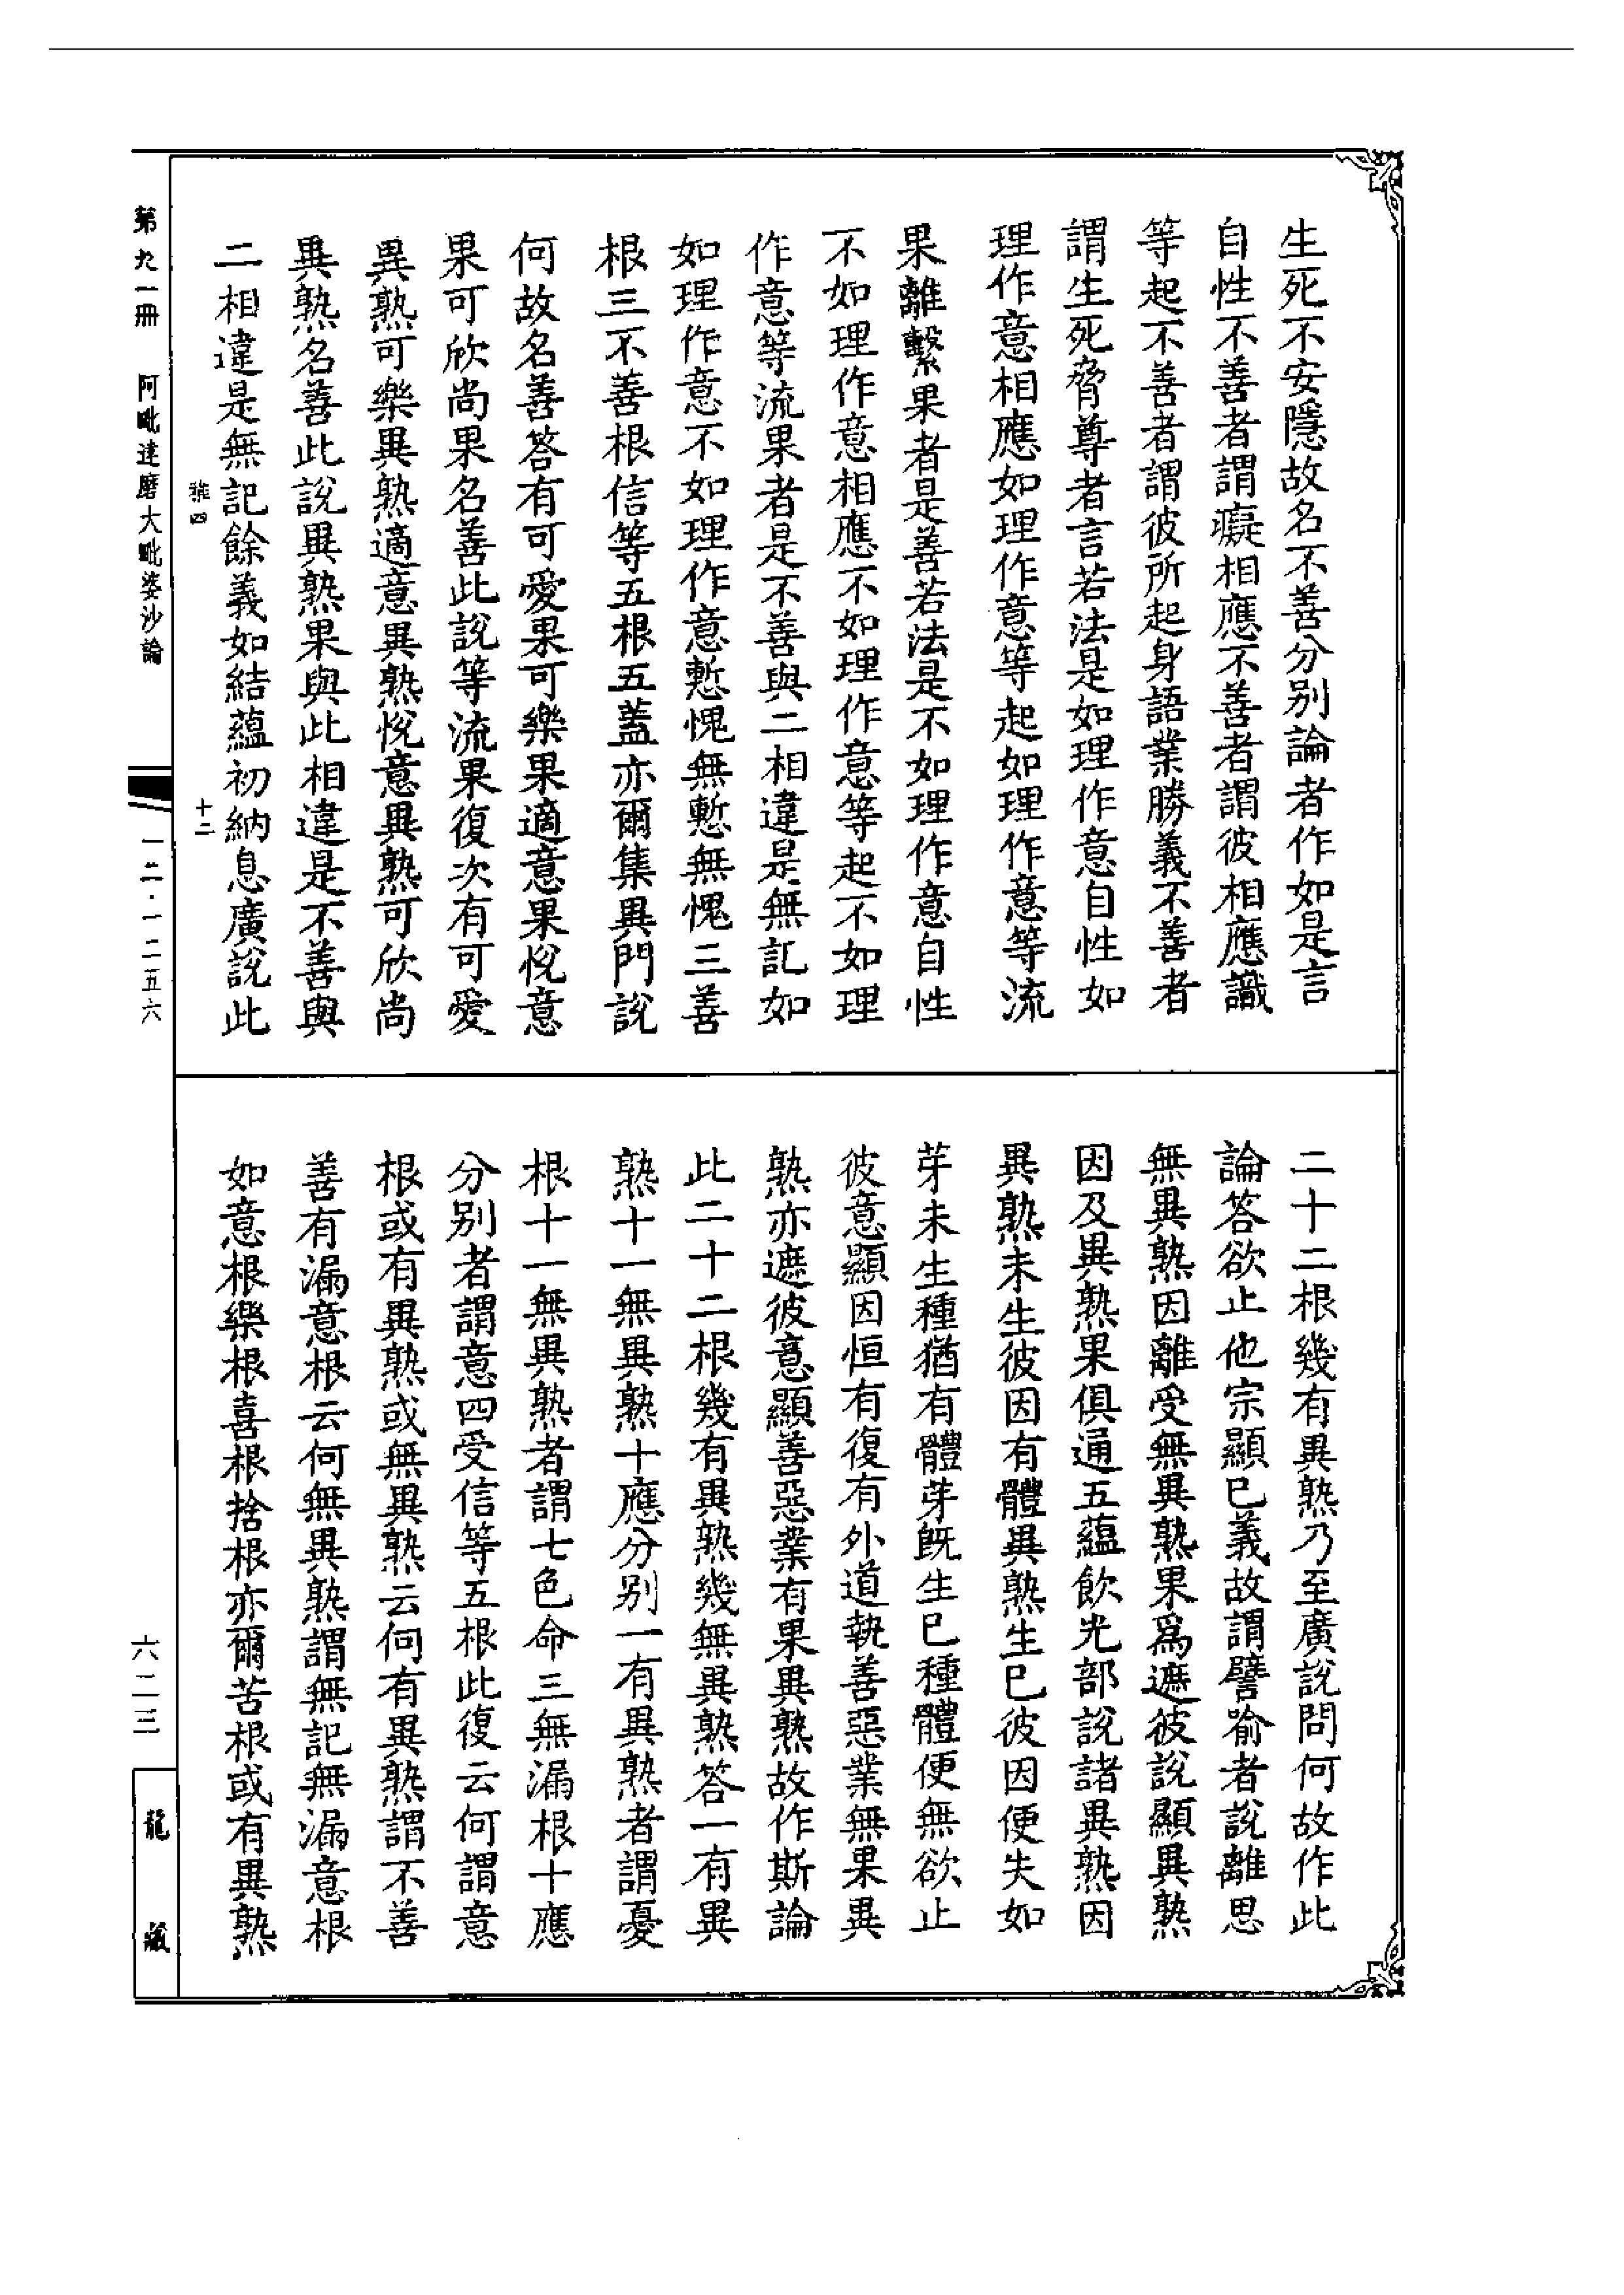 生死不安隱故名不善分别論者作如是言
自性不善者謂癡相應不善者謂彼相應識
等起不善者謂彼所起身語業勝義不善者
謂生死脅尊者言若法是如理作意自性如
理作意相應如理作意等起如理作意等流
果離繫果者是善若法是不如理作意自性
不如理作意相應不如理作意等起不如理
作意等流果者是不善與二相違是無記如
如理作意不如理作意慙愧無慙無愧三善
根三不善根信等五根五蓋亦爾集異門說
何故名善答有可愛果可樂果適意果悅意
果可欣尚果名善此說等流果復次有可愛
異熟可樂異熟適意異熟悅意異熟可欣尚
異熟名善此說異熟果與此相違是不善與
二相違是無記餘義如結蘊初納息廣說此
二十二根幾有異熟乃至廣說問何故作此
論答欲止他宗顯已義故謂譬喻者說離思
無異熟因離受無異熟果爲遮彼說顯異熟
因及異熟果俱通五蘊飲光部說諸異熟因
異熟未生彼因有體異熟生已彼因便失如
芽未生種猶有體芽旣生已種體便無欲止
彼意顯因恒有復有外道執善惡業無果異
熟亦遮彼意顯善惡業有果異熟故作斯論
此二十二根幾有異熟幾無異熟答一有異
熟十一無異熟十應分别一有異熟者謂憂
根十一無異熟者謂七色命三無漏根十應
分别者謂意四受信等五根此復云何謂意
根或有異熟或無異熟云何有異熟謂不善
善有漏意根云何無異熟謂無記無漏意根
如意根樂根喜根捨根亦爾苦根或有異熟
雜四
十二
第九一冊 阿毗達磨大毗婆沙論
一二·一二五六
六二三
龍藏